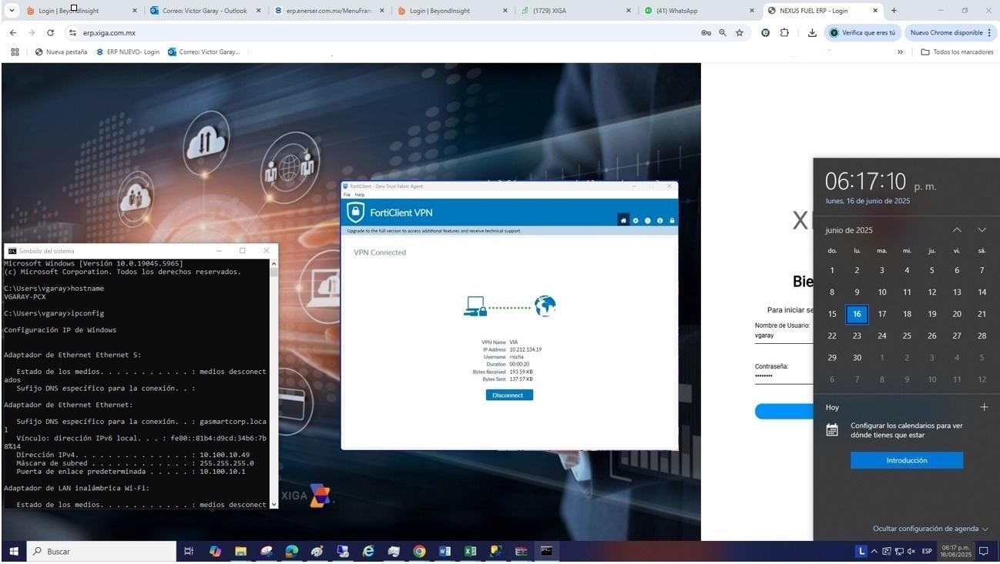 Login | BeyondInsight
Correo: Victor Garay - Outlook
erp.enerser.com.mx/MenuFram
Login | BeyondInsight
(1729) XIGA
(41) WhatsApp
NEXUS FUEL ERP - Login
erp.xiga.com.mx
Verifica que eres tú
Nuevo Chrome disponible
Nueva pestaña
ERP NUEVO- Login
Correo: Victor Garay...
Todos los marcadores
FortiClient - Zero Trust Fabric Agent
File Help
FortiClient VPN
Upgrade to the full version to access additional features and receive technical support.
VPN Connected
VPN Name VIA
IP Address 10.212.134.19
Username rrocha
Duration 00:00:20
Bytes Received 193.59 KB
Bytes Sent 137.57 KB
Disconnect
Símbolo del sistema
Microsoft Windows [Versión 10.0.19045.5965]
(c) Microsoft Corporation. Todos los derechos reservados.
C:\Users\vgaray>hostname
VGARAY-PCX
C:\Users\vgaray>ipconfig
Configuración IP de Windows
Adaptador de Ethernet Ethernet 5:
Estado de los medios. . . . . . . . . . . : medios desconect
ados
Sufijo DNS específico para la conexión. . :
Adaptador de Ethernet Ethernet:
Sufijo DNS específico para la conexión. . : gasmartcorp.loca
l
Vínculo: dirección IPv6 local. . . : fe80::81b4:d9cd:34b6:7b
8%14
Dirección IPv4. . . . . . . . . . . . . . : 10.100.10.49
Máscara de subred . . . . . . . . . . . . : 255.255.255.0
Puerta de enlace predeterminada . . . . . : 10.100.10.1
Adaptador de LAN inalámbrica Wi-Fi:
Estado de los medios. . . . . . . . . . . : medios desconect
XIGA
XI
Bie
Para iniciar se
Nombre de Usuario:
vgaray
Contraseña:
06:17:10 p. m.
lunes, 16 de junio de 2025
junio de 2025
do. lu. ma. mi. ju. vi. sá.
1 2 3 4 5 6 7
8 9 10 11 12 13 14
15 16 17 18 19 20 21
22 23 24 25 26 27 28
29 30 1 2 3 4 5
6 7 8 9 10 11 12
Hoy
Configurar los calendarios para ver
dónde tienes que estar
Introducción
Ocultar configuración de agenda
Buscar
L
ESP
06:17 p.m.
16/06/2025